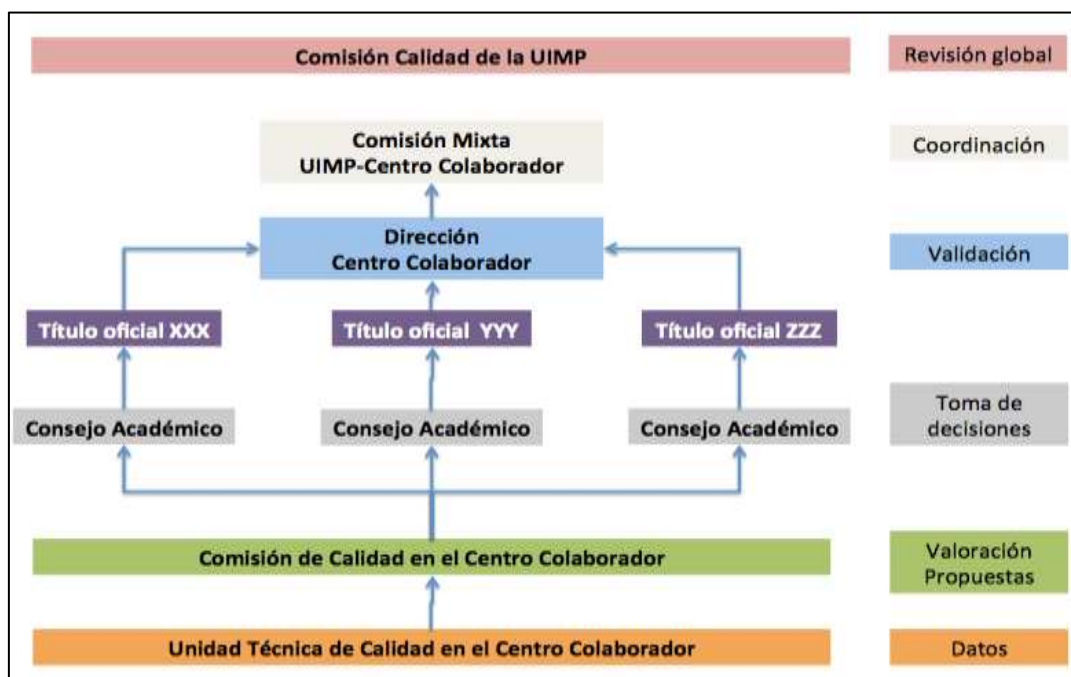 Comisión Calidad de la UIMP
Revisión global
Comisión Mixta
UIMP-Centro Colaborador
Coordinación
Dirección
Centro Colaborador
Validación
Título oficial XXX
Título oficial YYY
Título oficial ZZZ
Consejo Académico
Consejo Académico
Consejo Académico
Toma de
decisiones
Comisión de Calidad en el Centro Colaborador
Valoración
Propuestas
Unidad Técnica de Calidad en el Centro Colaborador
Datos